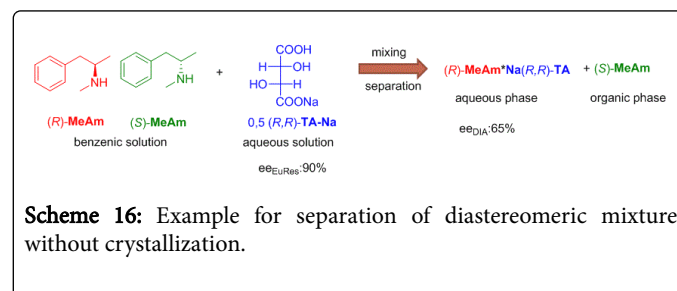 COOH
H OH
HO H
COONa
NH
NH
+
mixing
separation
(R)-MeAm*Na(R,R)-TA + (S)-MeAm
aqueous phase organic phase
(R)-MeAm (S)-MeAm 0,5 (R,R)-TA-Na
benzenic solution aqueous solution
ee_DIA:65%
ee_EuRes:90%
Scheme 16: Example for separation of diastereomeric mixture
without crystallization.